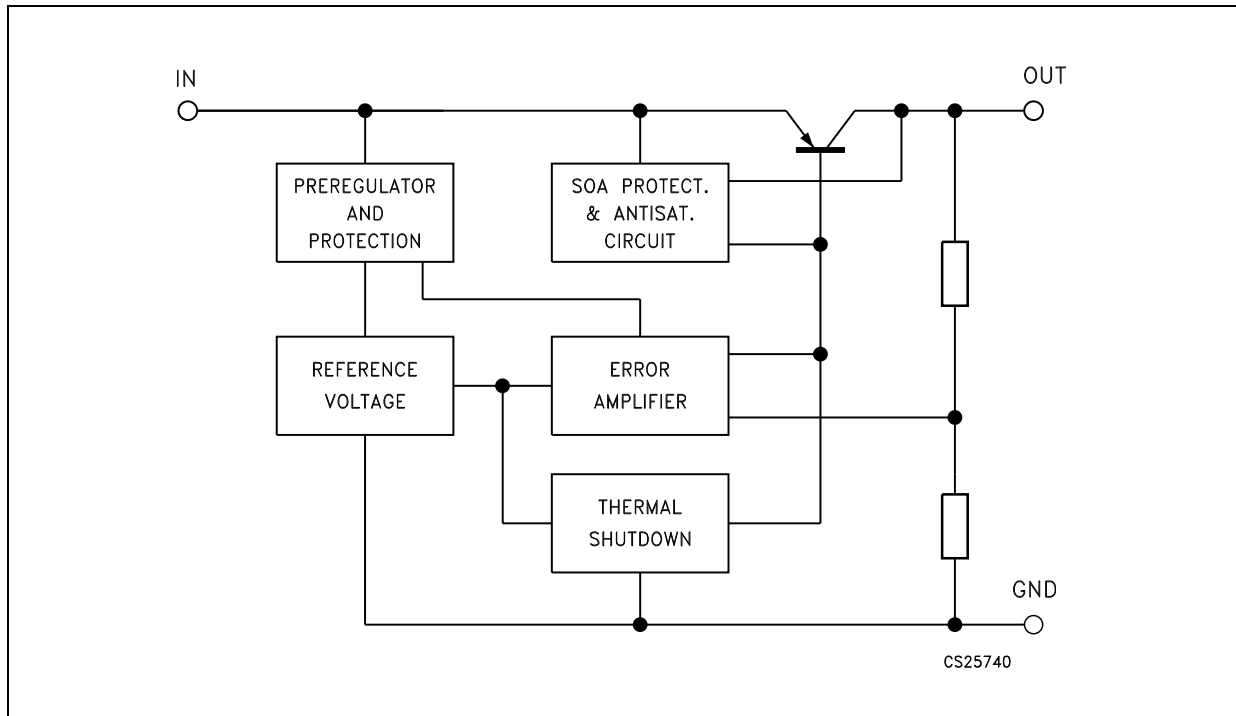 IN
OUT
PREREGULATOR
AND
PROTECTION
SOA PROTECT.
& ANTISAT.
CIRCUIT
REFERENCE
VOLTAGE
ERROR
AMPLIFIER
THERMAL
SHUTDOWN
GND
CS25740